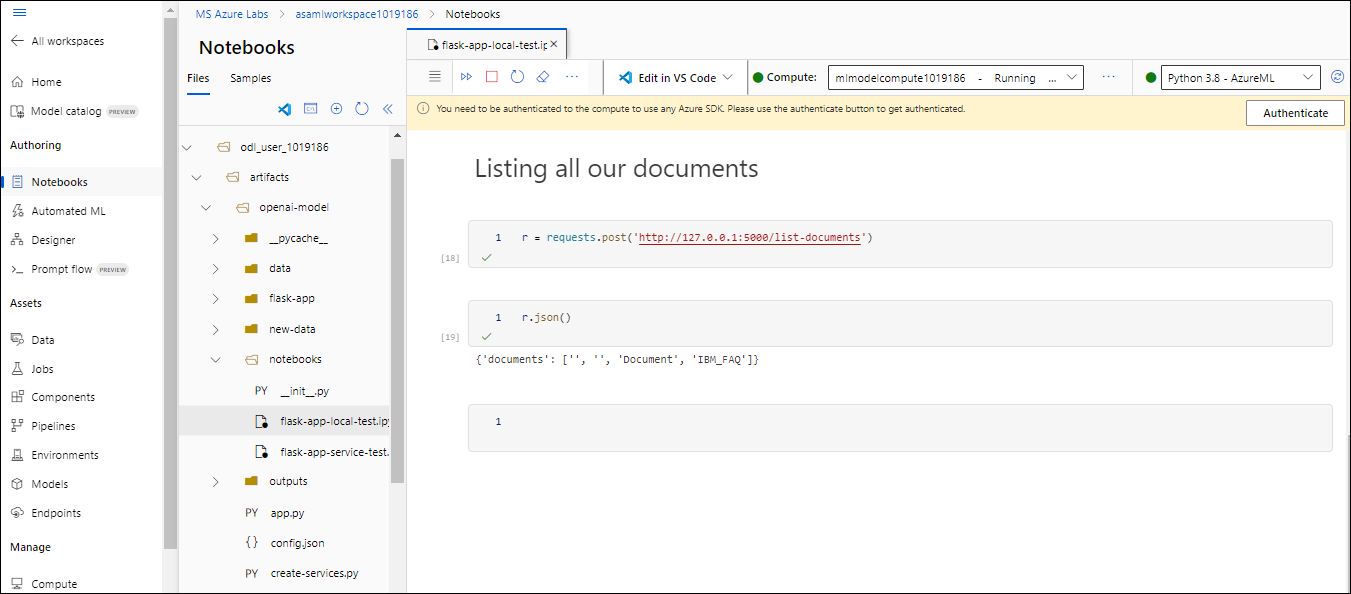 All workspaces
Home
Model catalog PREVIEW
Authoring
Notebooks
Automated ML
Designer
Prompt flow PREVIEW
Assets
Data
Jobs
Components
Pipelines
Environments
Models
Endpoints
Manage
Compute
MS Azure Labs > asamlworkspace1019186 > Notebooks
Notebooks
Files Samples
odl_user_1019186
artifacts
openai-model
__pycache__
data
flask-app
new-data
notebooks
PY __init__.py
flask-app-local-test.ipy
flask-app-service-test.
outputs
PY app.py
{} config.json
PY create-services.py
flask-app-local-test.ip ×
Edit in VS Code
Compute: mlmodelcompute1019186 - Running ...
Python 3.8 - AzureML
You need to be authenticated to the compute to use any Azure SDK. Please use the authenticate button to get authenticated.
Authenticate
Listing all our documents
1 r = requests.post('http://127.0.0.1:5000/list-documents')
[18]
1 r.json()
[19]
{'documents': ['', '', 'Document', 'IBM_FAQ']}
1